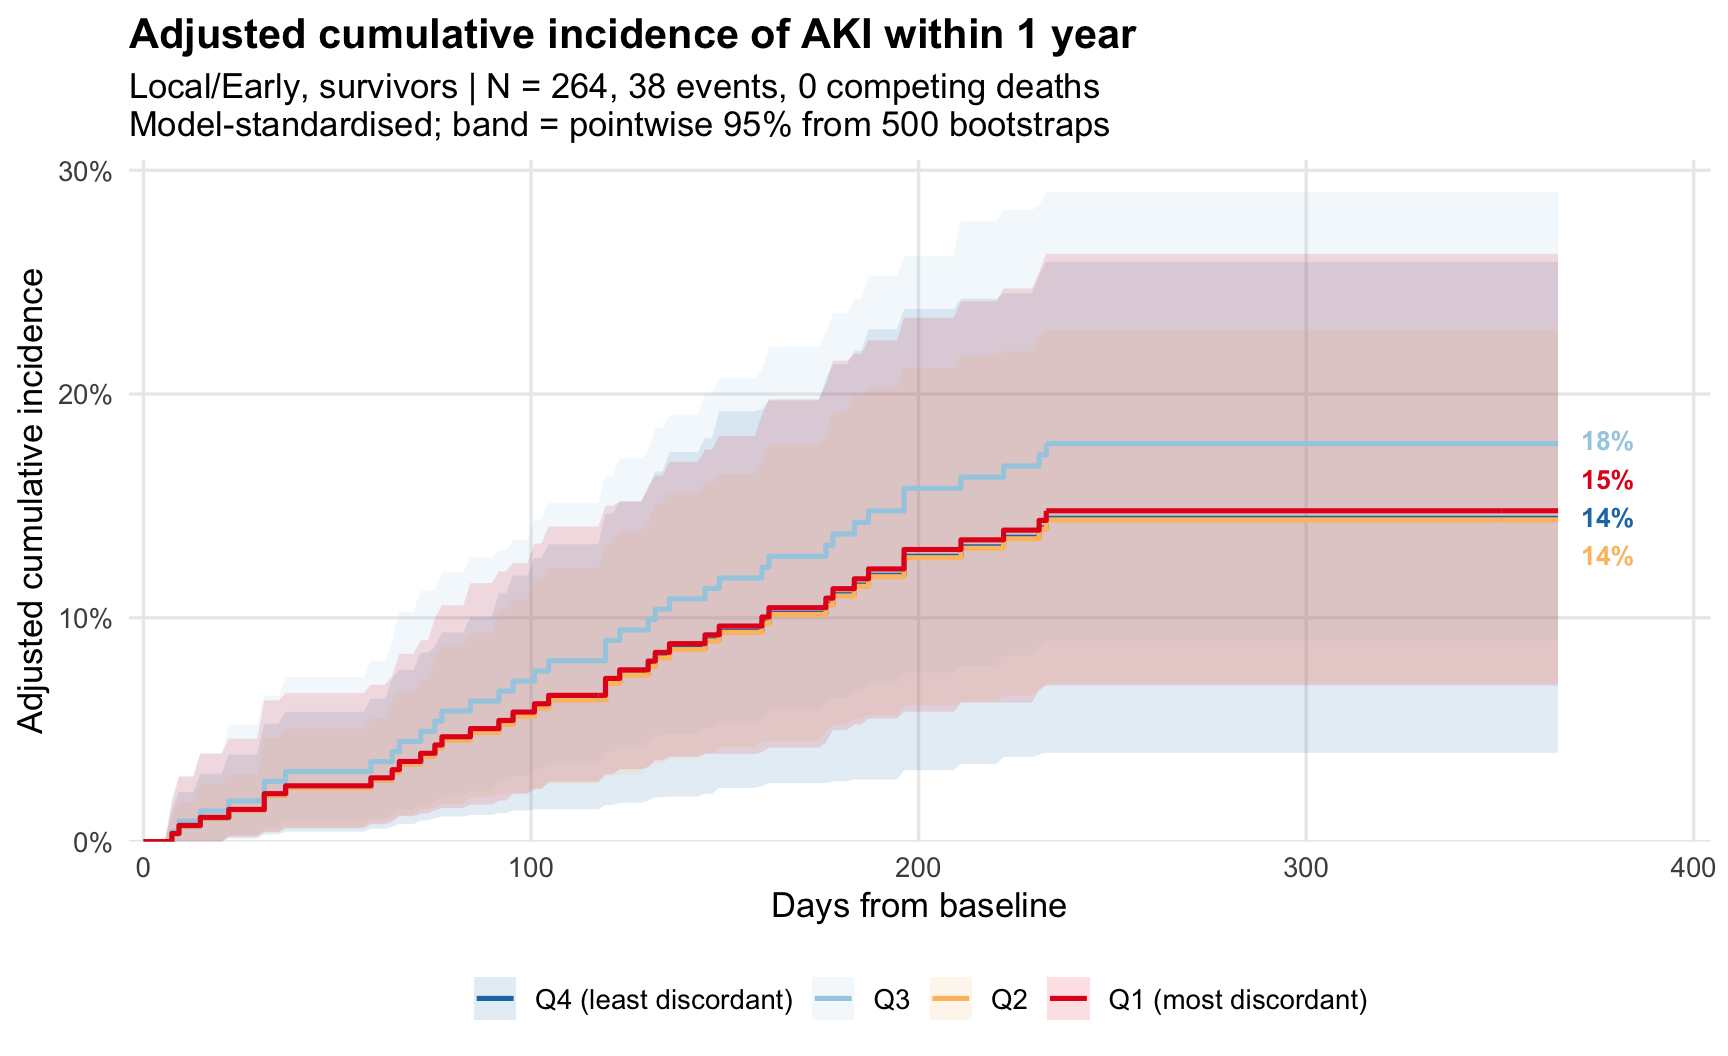 Adjusted cumulative incidence of AKI within 1 year
Local/Early, survivors | N = 264, 38 events, 0 competing deaths
Model-standardised; band = pointwise 95% from 500 bootstraps
Adjusted cumulative incidence
30%
20%
10%
0%
18%
15%
14%
14%
0
100
200
300
400
Days from baseline
Q4 (least discordant)
Q3
Q2
Q1 (most discordant)